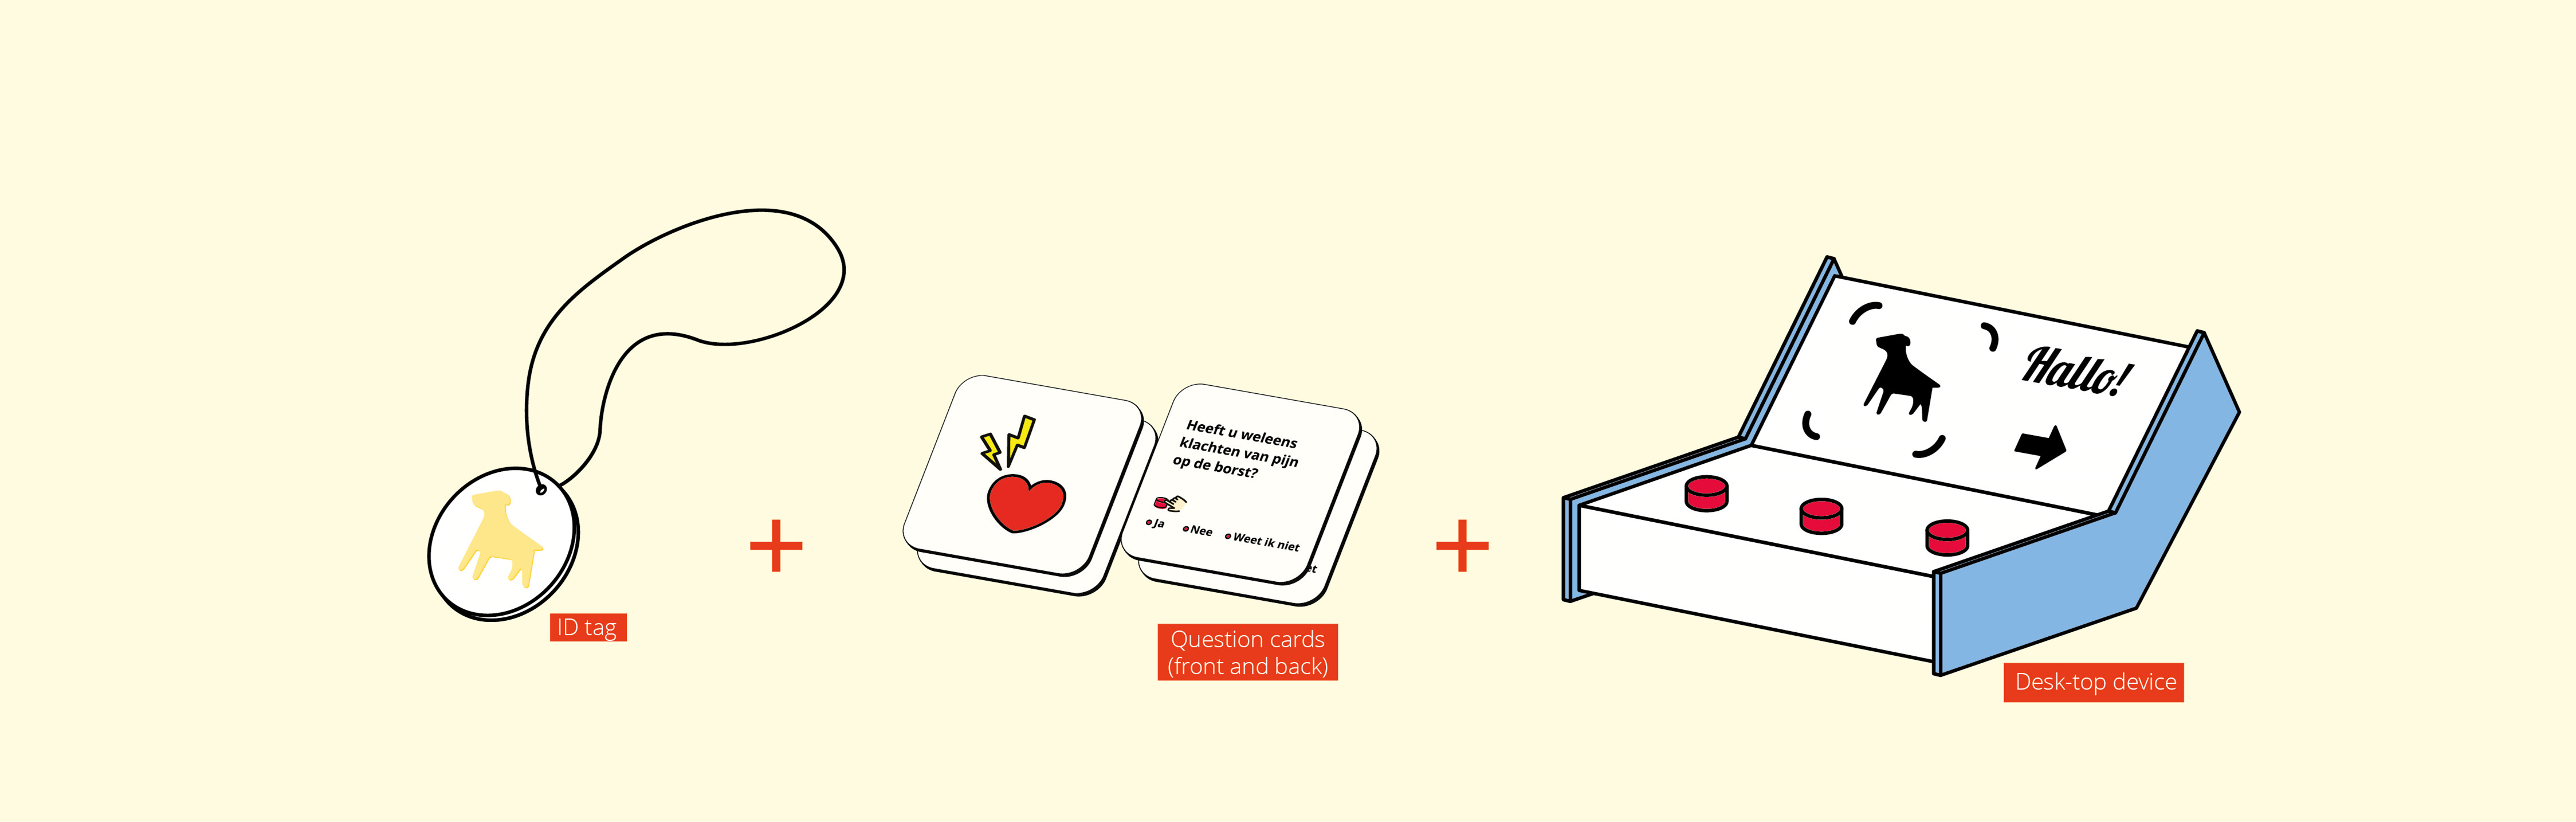 ID tag
Heeft u weleens
klachten van pijn
op de borst?
Ja Nee Weet ik niet
et
Question cards
(front and back)
Hallo!
Desk-top device